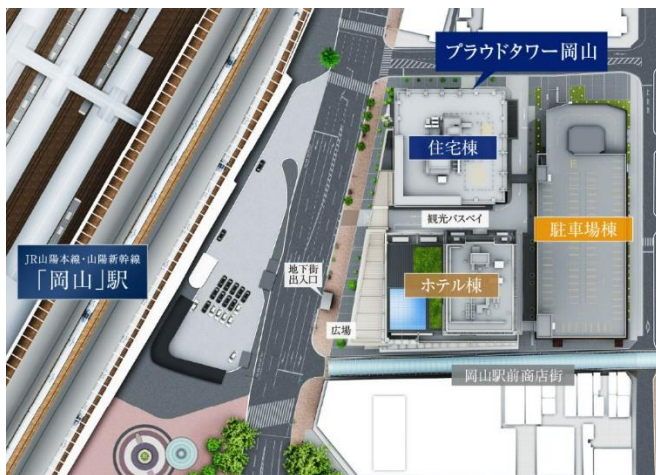 プラウドタワー岡山
住宅棟
観光バスベイ
駐車場棟
JR山陽本線・山陽新幹線
「岡山」駅
地下街
出入口
ホテル棟
広場
岡山駅前商店街